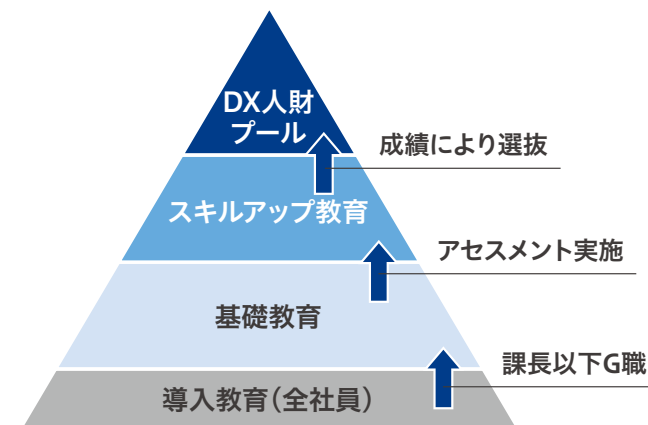 DX人財
プール
成績により選抜
スキルアップ教育
アセスメント実施
基礎教育
課長以下G職
導入教育(全社員)